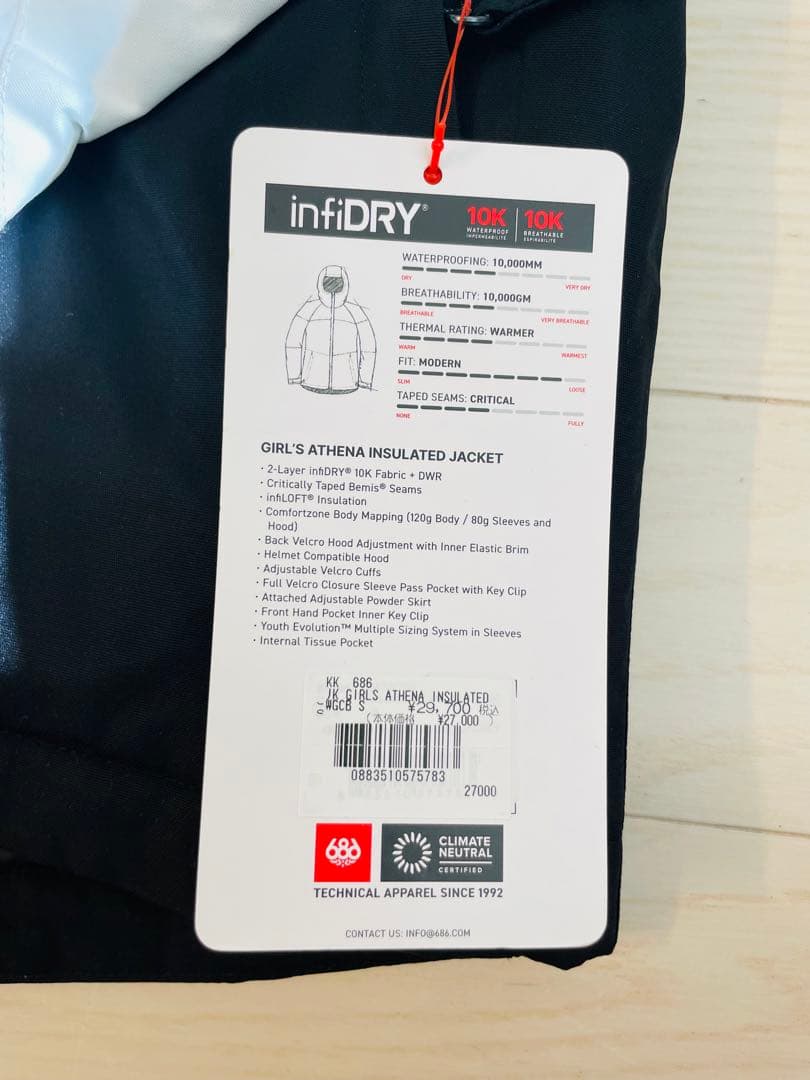 infiDRY®
10K WATERPROOF IMPERMÉABILITÉ
10K BREATHABLE ESPIRABILITÉ
WATERPROOFING: 10,000MM
DRY VERY DRY
BREATHABILITY: 10,000GM
BREATHABLE VERY BREATHABLE
THERMAL RATING: WARMER
WARM WARMEST
FIT: MODERN
SLIM LOOSE
TAPED SEAMS: CRITICAL
NONE FULLY
GIRL'S ATHENA INSULATED JACKET
· 2-Layer infiDRY® 10K Fabric + DWR
· Critically Taped Bemis® Seams
· infiLOFT® Insulation
· Comfortzone Body Mapping (120g Body / 80g Sleeves and
Hood)
· Back Velcro Hood Adjustment with Inner Elastic Brim
· Helmet Compatible Hood
· Adjustable Velcro Cuffs
· Full Velcro Closure Sleeve Pass Pocket with Key Clip
· Attached Adjustable Powder Skirt
· Front Hand Pocket Inner Key Clip
· Youth Evolution™ Multiple Sizing System in Sleeves
· Internal Tissue Pocket
KK 686
JK GIRLS ATHENA INSULATED
WGCB S ¥29,700 税込
(本体価格 ¥27,000 )
0883510575783
27000
686
CLIMATE
NEUTRAL
CERTIFIED
TECHNICAL APPAREL SINCE 1992
CONTACT US: INFO@686.COM